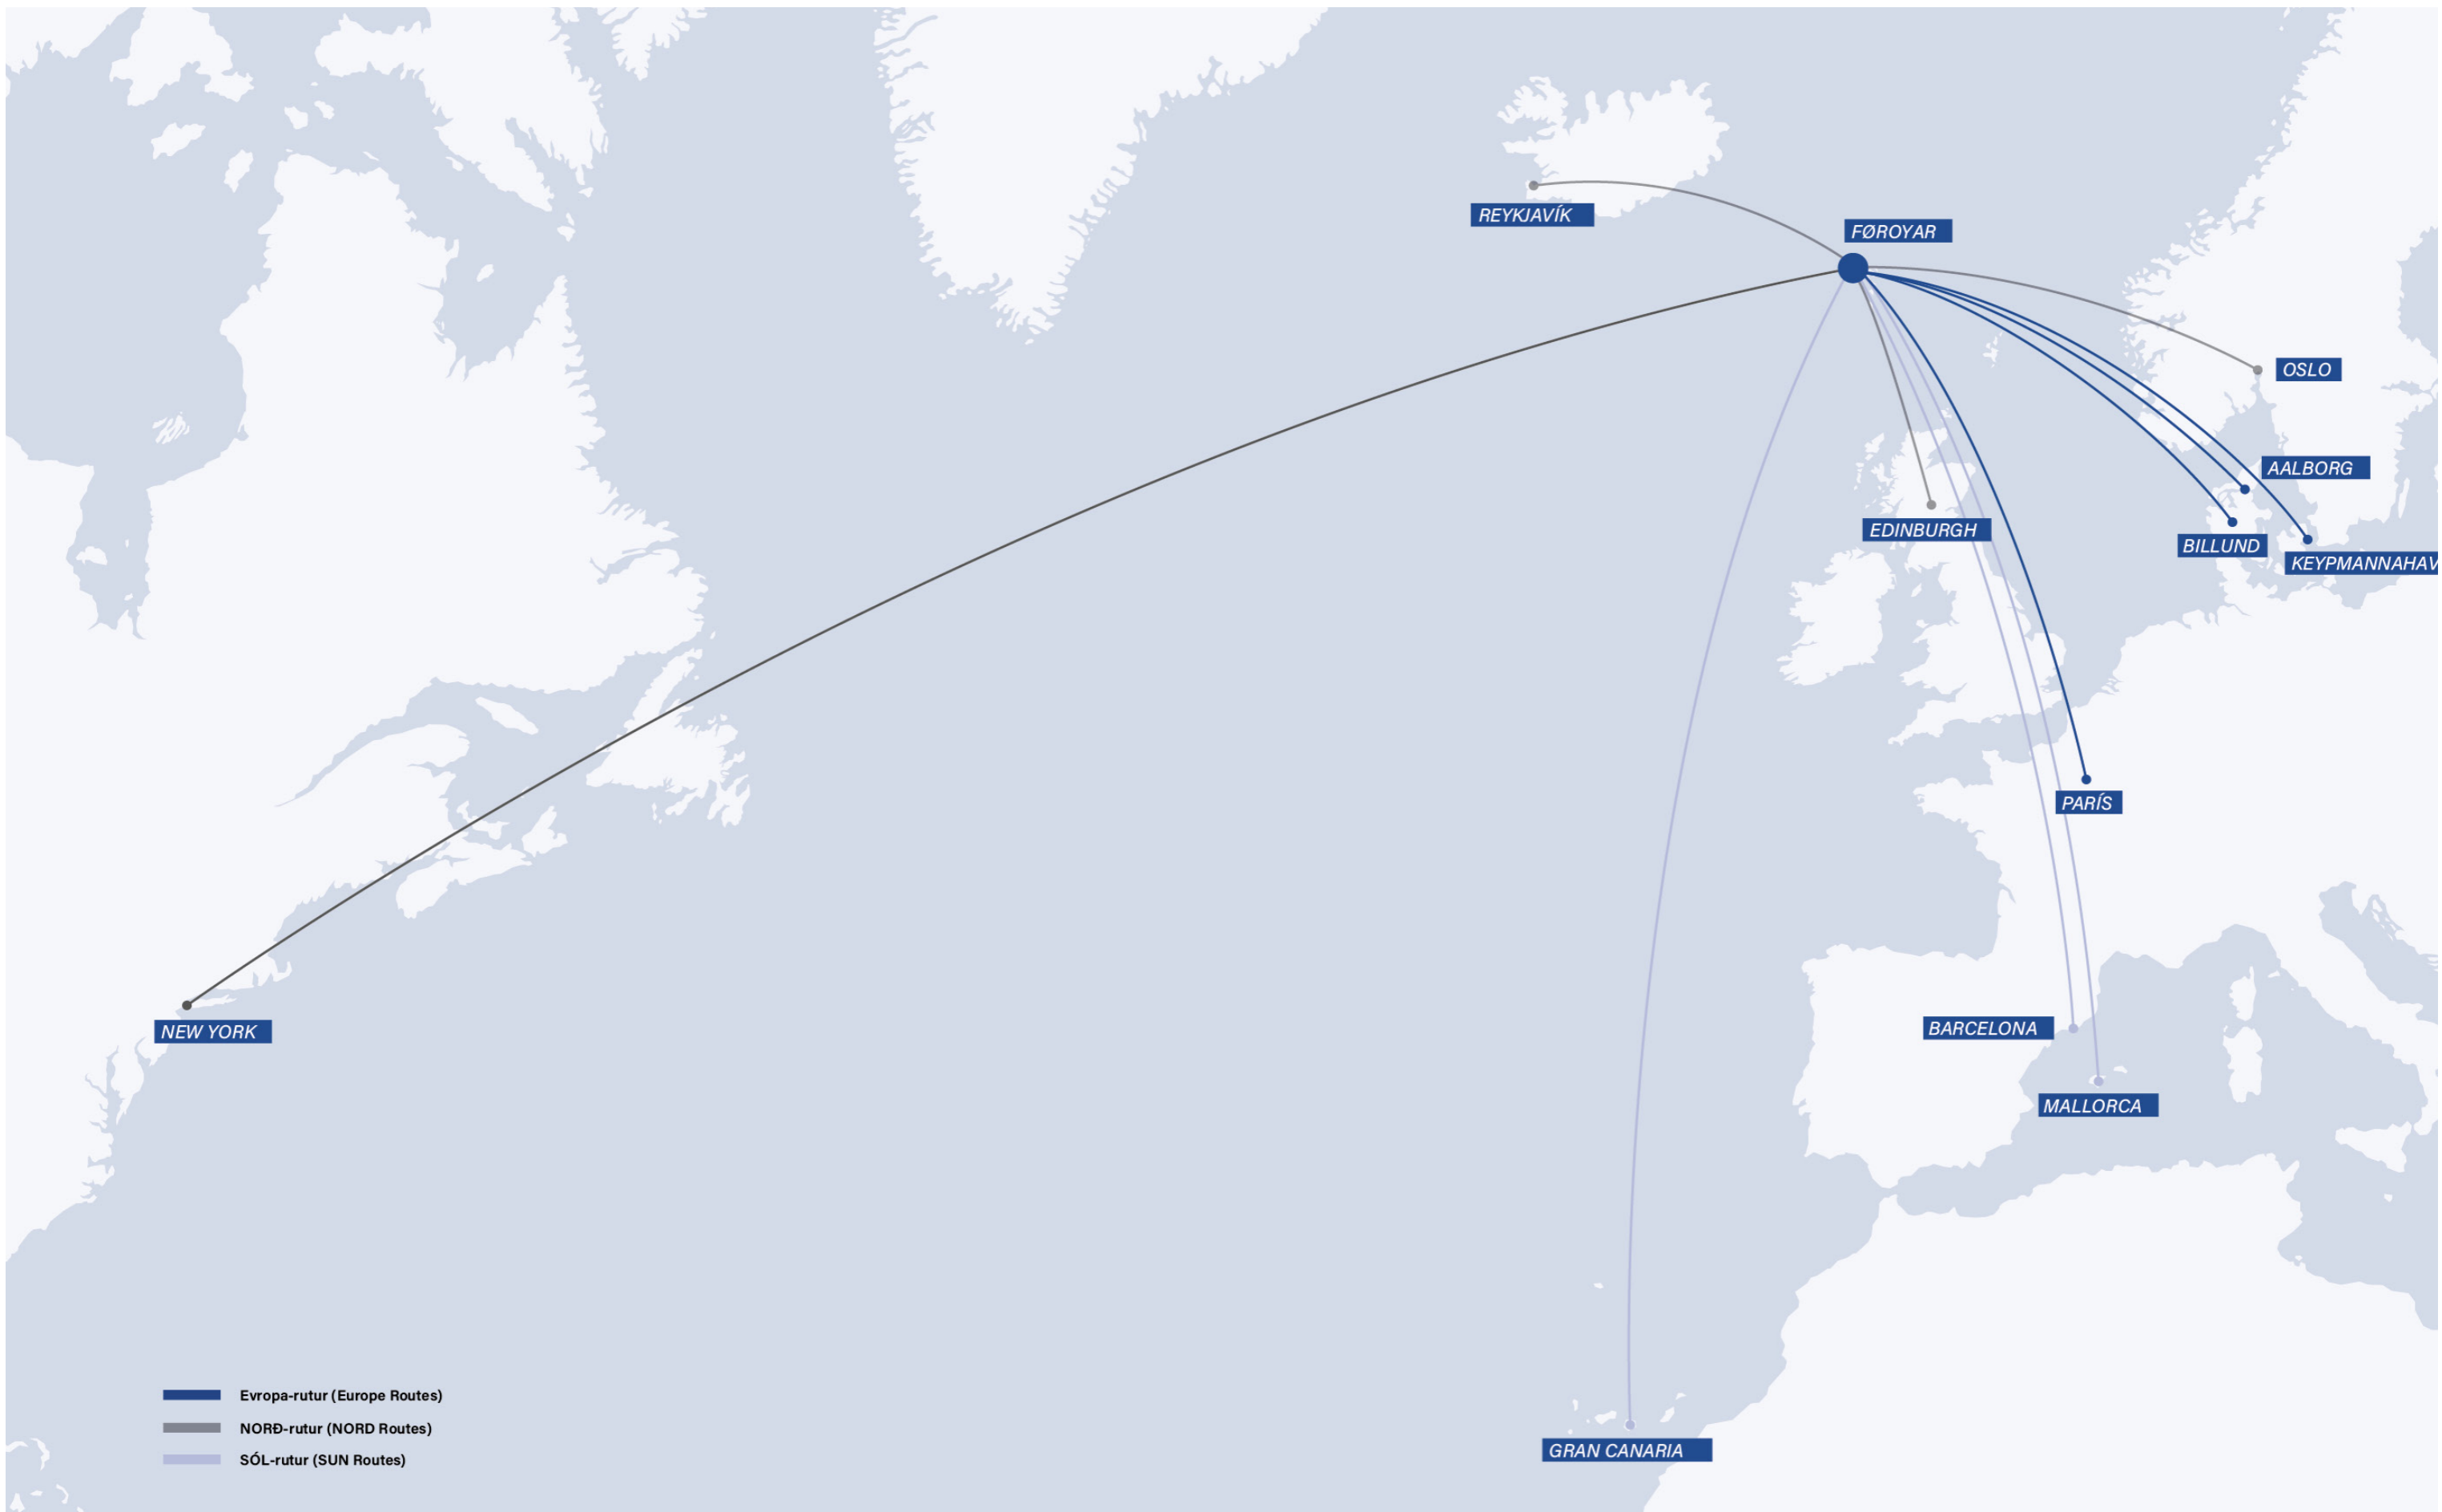 REYKJAVÍK
FØROYAR
OSLO
AALBORG
EDINBURGH
BILLUND
KEYPMANNAHAV
PARÍS
NEW YORK
BARCELONA
MALLORCA
GRAN CANARIA
Evropa-rutur (Europe Routes)
NORÐ-rutur (NORD Routes)
SÓL-rutur (SUN Routes)